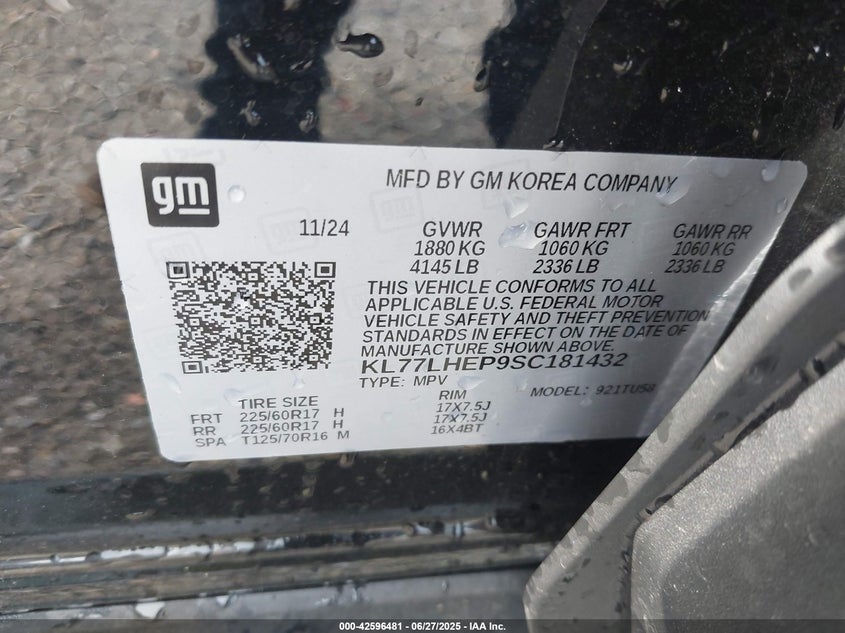 gm
MFD BY GM KOREA COMPANY
11/24 GVWR GAWR FRT GAWR RR
1880 KG 1060 KG 1060 KG
4145 LB 2336 LB 2336 LB
THIS VEHICLE CONFORMS TO ALL
APPLICABLE U.S. FEDERAL MOTOR
VEHICLE SAFETY AND THEFT PREVENTION
STANDARDS IN EFFECT ON THE DATE OF
MANUFACTURE SHOWN ABOVE.
KL77LHEP9SC181432
TYPE: MPV MODEL: 921TU58
TIRE SIZE RIM
FRT 225/60R17 H 17X7.5J
RR 225/60R17 H 17X7.5J
SPA T125/70R16 M 16X4BT
000-42596481 - 06/27/2025 - IAA Inc.